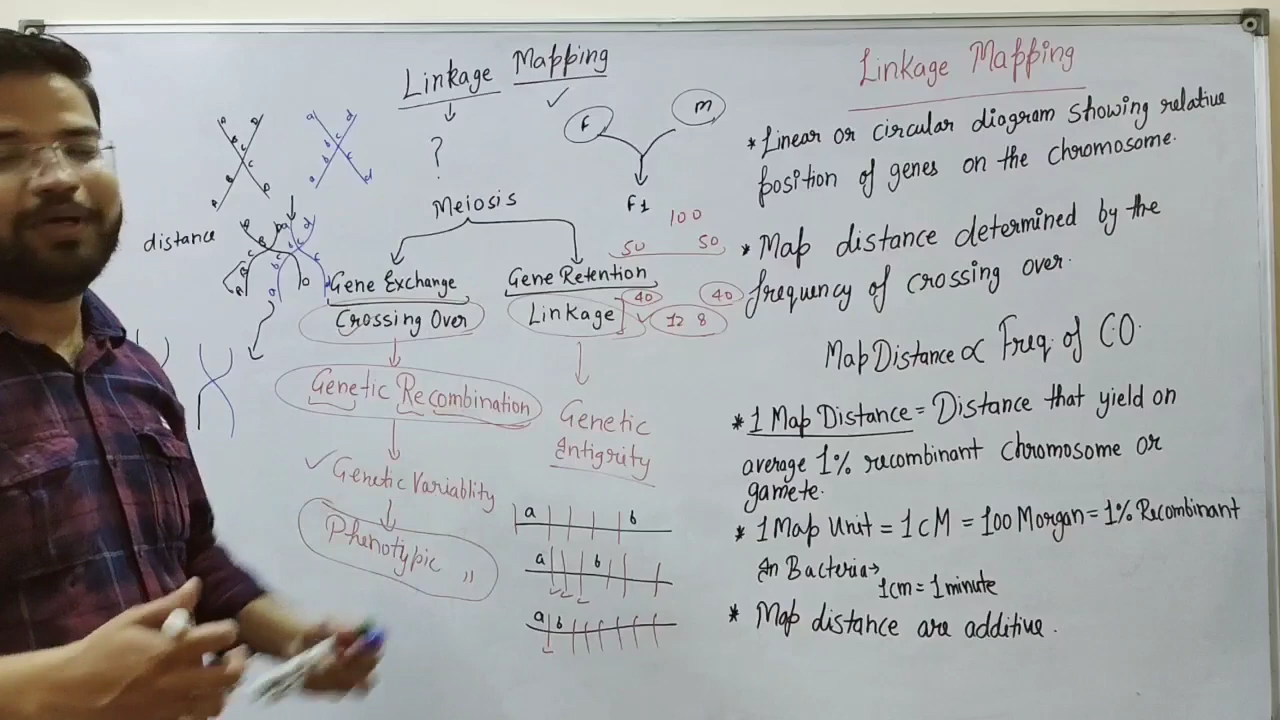 Linkage Mapping
?
Meiosis
Gene Exchange
Crossing Over
Genetic Recombination
Genetic Variablity
Phenotypic "
Gene Retention
Linkage
Genetic
Intigrity
distance
f m
F1
100
50 50
40 40
12 8
a b
a b
a b
Linkage Mapping
* Linear or circular diagram showing relative
position of genes on the chromosome.
* Map distance determined by the
frequency of crossing over.
Map Distance ∝ Freq. of C.O.
* 1 Map Distance = Distance that yield on
average 1% recombinant chromosome or
gamete.
* 1 Map Unit = 1 cM = 100 Morgan = 1% Recombinant
In Bacteria→
1cm = 1 minute
* Map distance are additive.